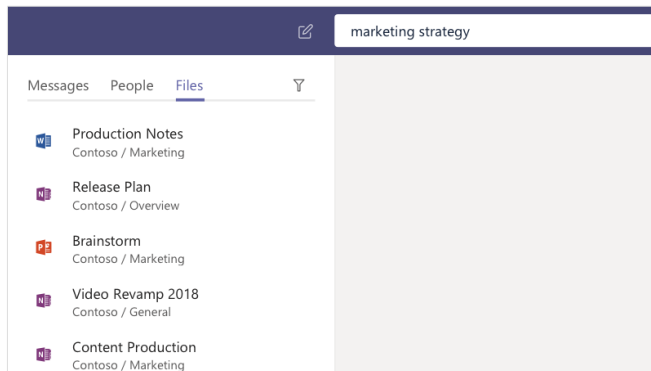 marketing strategy
Messages People Files
Production Notes
Contoso / Marketing
Release Plan
Contoso / Overview
Brainstorm
Contoso / Marketing
Video Revamp 2018
Contoso / General
Content Production
Contoso / Marketing